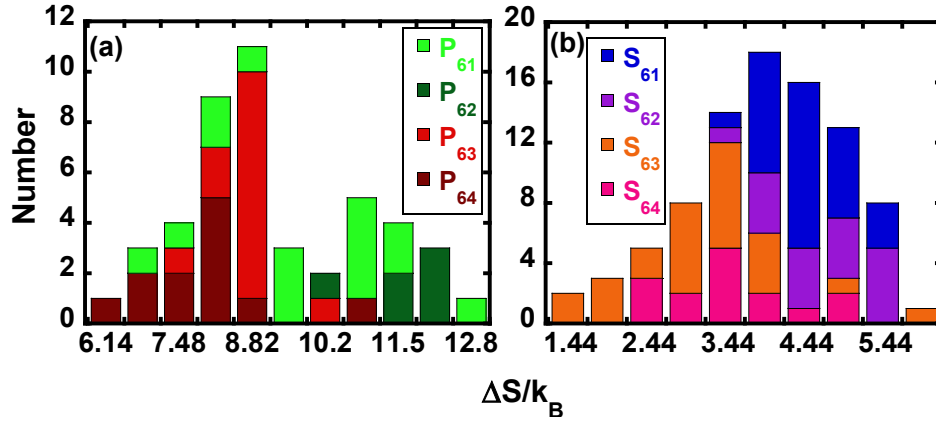 (a)
12
10
8
6
4
2
0
Number
P61
P62
P63
P64
6.14 7.48 8.82 10.2 11.5 12.8
(b)
20
16
12
8
4
0
S61
S62
S63
S64
1.44 2.44 3.44 4.44 5.44
ΔS/kB